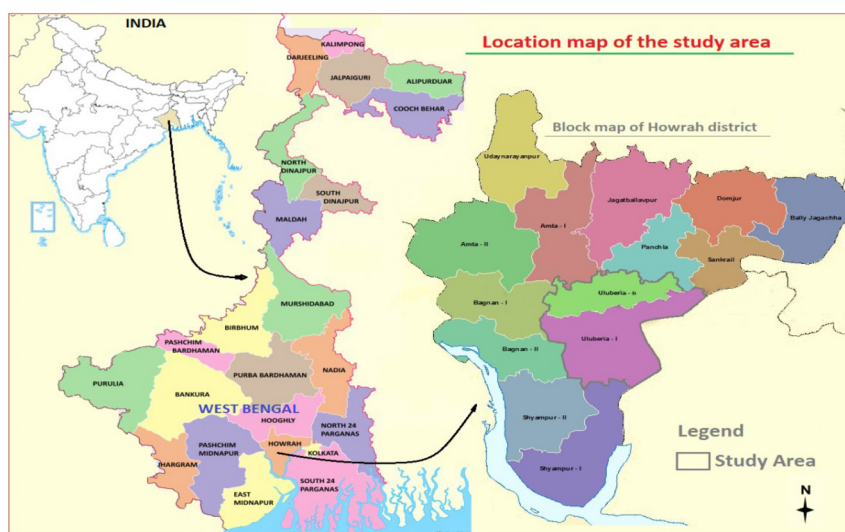 INDIA
Location map of the study area
KALIMPONG
DARJEELING
JALPAIGURI
ALIPURDUAR
COOCH BEHAR
NORTH
DINAJPUR
SOUTH
DINAJPUR
MALDAH
MURSHIDABAD
BIRBHUM
PASHCHIM
BARDHAMAN
NADIA
PURBA BARDHAMAN
PURULIA
BANKURA
WEST BENGAL
HOOGHLY
NORTH 24
PARGANAS
PASHCHIM
MIDNAPUR
HOWRAH
KOLKATA
JHARGRAM
SOUTH 24
PARGANAS
EAST
MIDNAPUR
Block map of Howrah district
Udaynarayanpur
Jagatballavpur
Domjur
Bally Jagachha
Amta - I
Amta - II
Panchla
Sankrail
Uluberia - II
Bagnan - I
Uluberia - I
Bagnan - II
Shyampur - II
Shyampur - I
Legend
Study Area
N